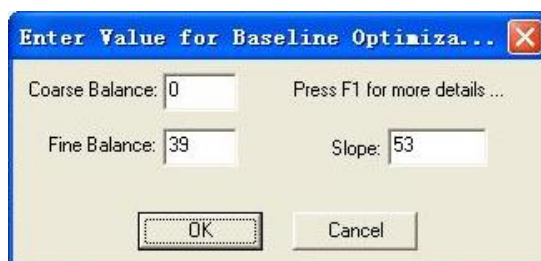 Enter Value for Baseline Optimiza...
Coarse Balance: 0 Press F1 for more details ...
Fine Balance: 39 Slope: 53
OK Cancel